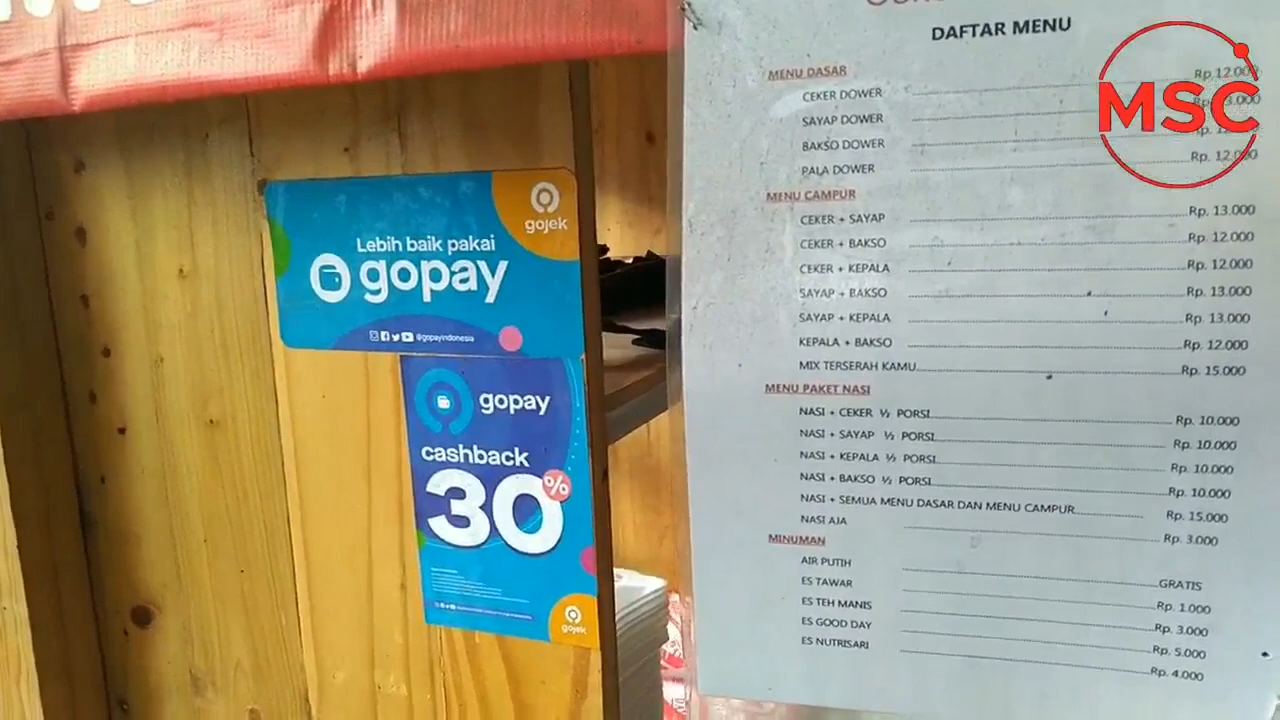 Lebih baik pakai
gopay
gojek
@gopayindonesia
gopay
cashback
30%
gojek
DAFTAR MENU
MSC
MENU DASAR
CEKER DOWER Rp.12.000
SAYAP DOWER
BAKSO DOWER
PALA DOWER Rp. 12.000
MENU CAMPUR
CEKER + SAYAP Rp. 13.000
CEKER + BAKSO Rp. 12.000
CEKER + KEPALA Rp. 12.000
SAYAP + BAKSO Rp. 13.000
SAYAP + KEPALA Rp. 13.000
KEPALA + BAKSO Rp. 12.000
MIX TERSERAH KAMU Rp. 15.000
MENU PAKET NASI
NASI + CEKER ½ PORSI Rp. 10.000
NASI + SAYAP ½ PORSI Rp. 10.000
NASI + KEPALA ½ PORSI Rp. 10.000
NASI + BAKSO ½ PORSI Rp. 10.000
NASI + SEMUA MENU DASAR DAN MENU CAMPUR Rp. 15.000
NASI AJA Rp. 3.000
MINUMAN
AIR PUTIH GRATIS
ES TAWAR Rp. 1.000
ES TEH MANIS Rp. 3.000
ES GOOD DAY Rp. 5.000
ES NUTRISARI Rp. 4.000